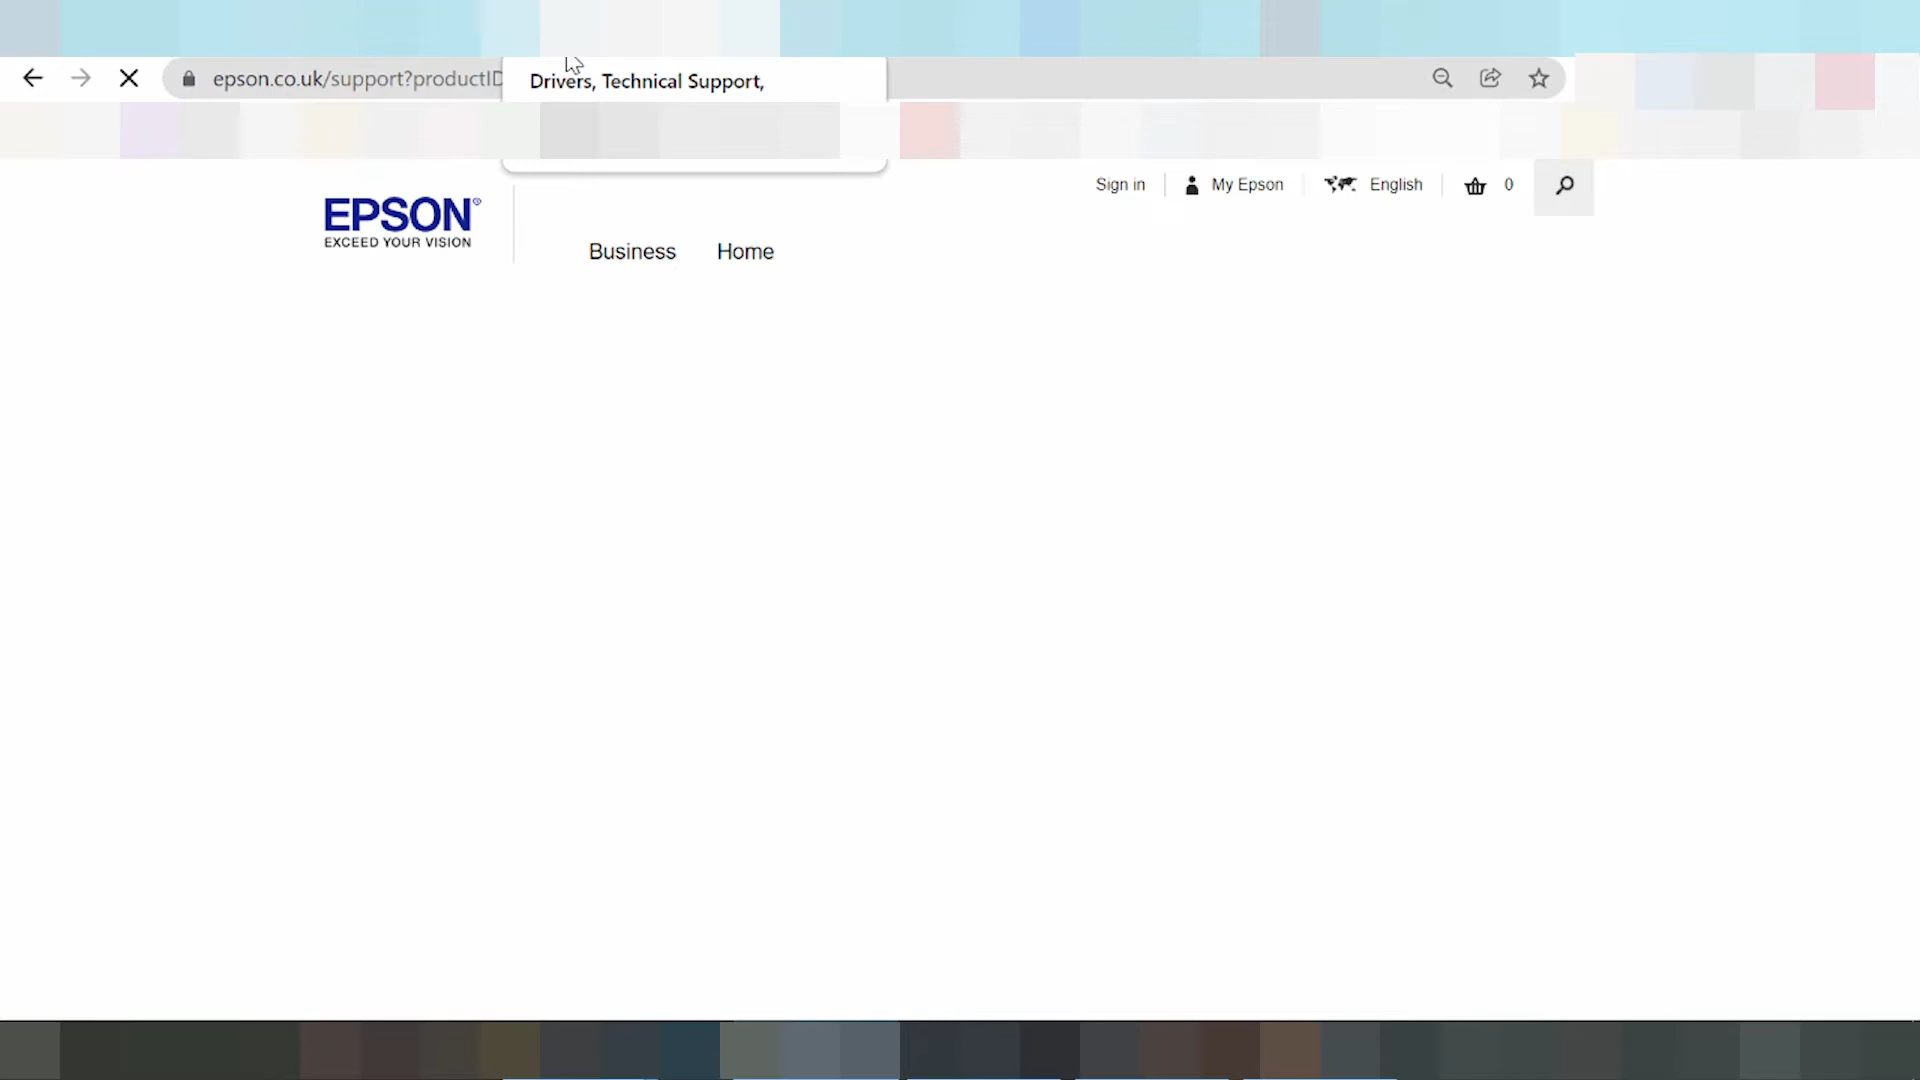 epson.co.uk/support?productID
Drivers, Technical Support,
Sign in
My Epson
English
0
EPSON®
EXCEED YOUR VISION
Business
Home